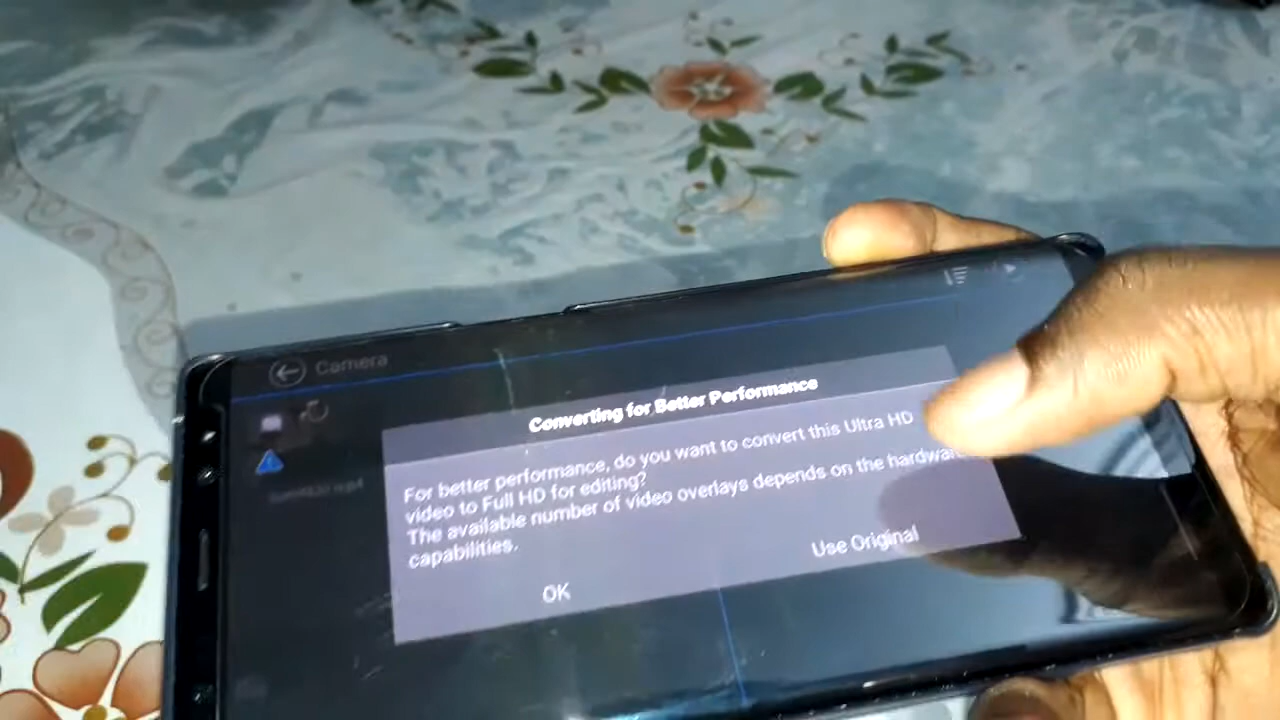 Camera
Converting for Better Performance
For better performance, do you want to convert this Ultra HD
video to Full HD for editing?
The available number of video overlays depends on the hardware
capabilities.
OK
Use Original